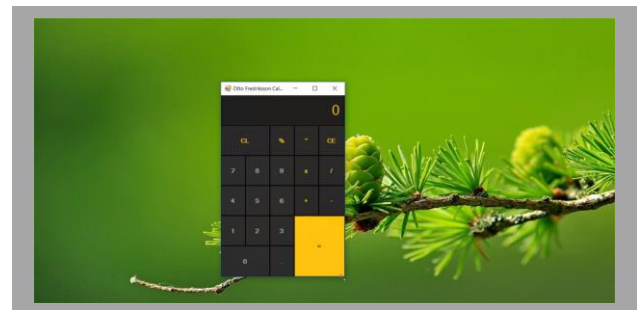 Otto Fredriksson Cal...
0
CL % ^ CE
7 8 9 x /
4 5 6 + -
1 2 3 =
0 .